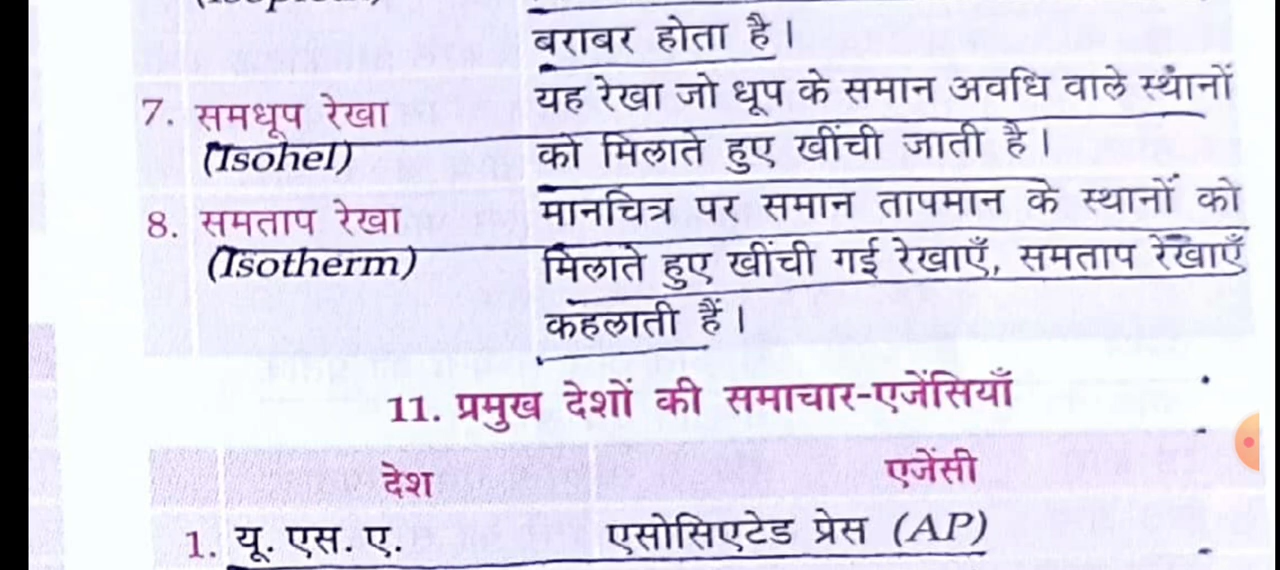 बराबर होता है।
7. समधूप रेखा यह रेखा जो धूप के समान अवधि वाले स्थानों
(Isohel) को मिलाते हुए खींची जाती है।
8. समताप रेखा मानचित्र पर समान तापमान के स्थानों को
(Isotherm) मिलाते हुए खींची गई रेखाएँ, समताप रेखाएँ
कहलाती हैं।
11. प्रमुख देशों की समाचार-एजेंसियाँ
देश एजेंसी
1. यू. एस. ए. एसोसिएटेड प्रेस (AP)